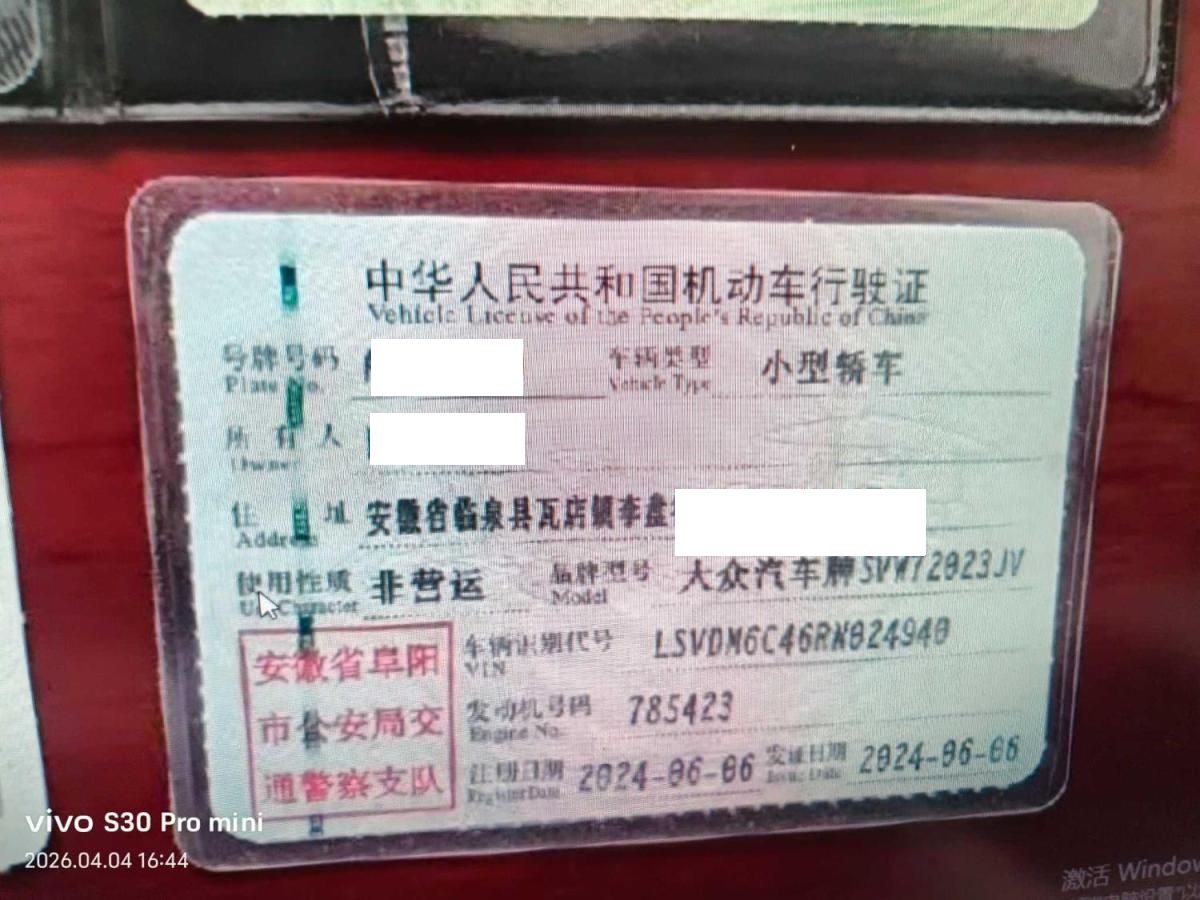 中华人民共和国机动车行驶证
Vehicle License of the People's Republic of China
号牌号码 车辆类型 小型轿车
Plate No. Vehicle Type
所有人
Owner
住址 安徽省临泉县瓦店镇李盘
Address
使用性质 非营运 品牌型号 大众汽车牌SVW72023JV
Use Character Model
安徽省阜阳
市公安局交
通警察支队
车辆识别代号 LSVDM6C46RN024940
VIN
发动机号码 785423
Engine No.
注册日期 2024-06-06 发证日期 2024-06-06
Register Date Issue Date
vivo S30 Pro mini
2026.04.04 16:44
激活 Window